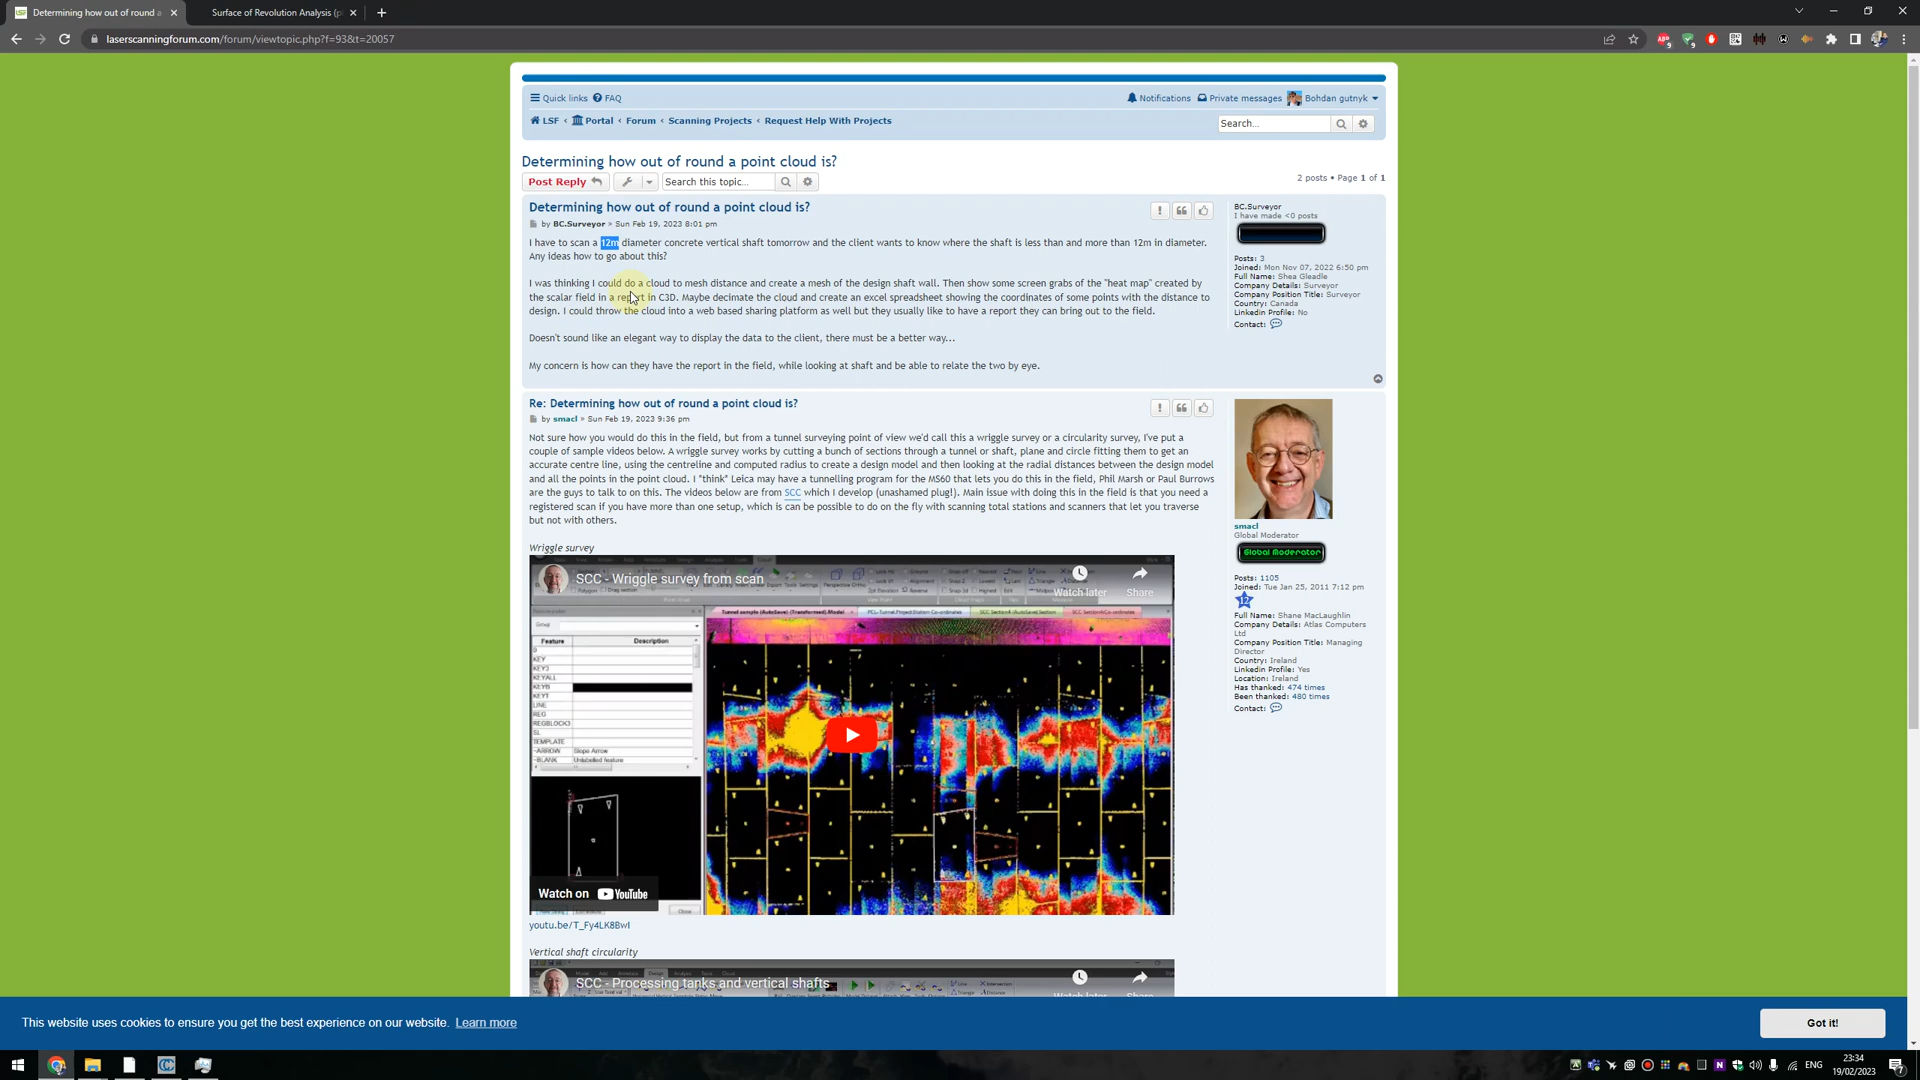 Determining how out of round a
Surface of Revolution Analysis (pl
laserscanningforum.com/forum/viewtopic.php?f=93&t=20057
Quick links FAQ
Notifications Private messages Bohdan gutnyk
LSF ‹ Portal ‹ Forum ‹ Scanning Projects ‹ Request Help With Projects
Search...
Determining how out of round a point cloud is?
Post Reply
Search this topic...
2 posts • Page 1 of 1
Determining how out of round a point cloud is?
by BC.Surveyor » Sun Feb 19, 2023 8:01 pm
I have to scan a 12m diameter concrete vertical shaft tomorrow and the client wants to know where the shaft is less than and more than 12m in diameter.
Any ideas how to go about this?
I was thinking I could do a cloud to mesh distance and create a mesh of the design shaft wall. Then show some screen grabs of the "heat map" created by
the scalar field in a report in C3D. Maybe decimate the cloud and create an excel spreadsheet showing the coordinates of some points with the distance to
design. I could throw the cloud into a web based sharing platform as well but they usually like to have a report they can bring out to the field.
Doesn't sound like an elegant way to display the data to the client, there must be a better way...
My concern is how can they have the report in the field, while looking at shaft and be able to relate the two by eye.
BC.Surveyor
I have made <0 posts
Posts: 3
Joined: Mon Nov 07, 2022 6:50 pm
Full Name: Shea Gleadle
Company Details: Surveyor
Company Position Title: Surveyor
Country: Canada
Linkedin Profile: No
Contact:
Re: Determining how out of round a point cloud is?
by smacl » Sun Feb 19, 2023 9:36 pm
Not sure how you would do this in the field, but from a tunnel surveying point of view we'd call this a wriggle survey or a circularity survey, I've put a
couple of sample videos below. A wriggle survey works by cutting a bunch of sections through a tunnel or shaft, plane and circle fitting them to get an
accurate centre line, using the centreline and computed radius to create a design model and then looking at the radial distances between the design model
and all the points in the point cloud. I *think* Leica may have a tunnelling program for the MS60 that lets you do this in the field, Phil Marsh or Paul Burrows
are the guys to talk to on this. The videos below are from SCC which I develop (unashamed plug!). Main issue with doing this in the field is that you need a
registered scan if you have more than one setup, which is can be possible to do on the fly with scanning total stations and scanners that let you traverse
but not with others.
smacl
Global Moderator
Global Moderator
Posts: 1105
Joined: Tue Jan 25, 2011 7:12 pm
12
Full Name: Shane MacLaughlin
Company Details: Atlas Computers
Ltd
Company Position Title: Managing
Director
Country: Ireland
Linkedin Profile: Yes
Location: Ireland
Has thanked: 474 times
Been thanked: 480 times
Contact:
Wriggle survey
SCC - Wriggle survey from scan
Watch later
Share
Feature Description
KEY
KEY3
KEYALL
KEYB
KEYT
LINE
REG
REGBLOCK3
SL
TEMPLATE
~ARROW Slope Arrow
~BLANK Unlabelled feature
Watch on YouTube
Close
youtu.be/T_Fy4LK8BwI
Vertical shaft circularity
SCC - Processing tanks and vertical shafts
Watch later
Share
This website uses cookies to ensure you get the best experience on our website. Learn more
Got it!
ENG
23:34
19/02/2023